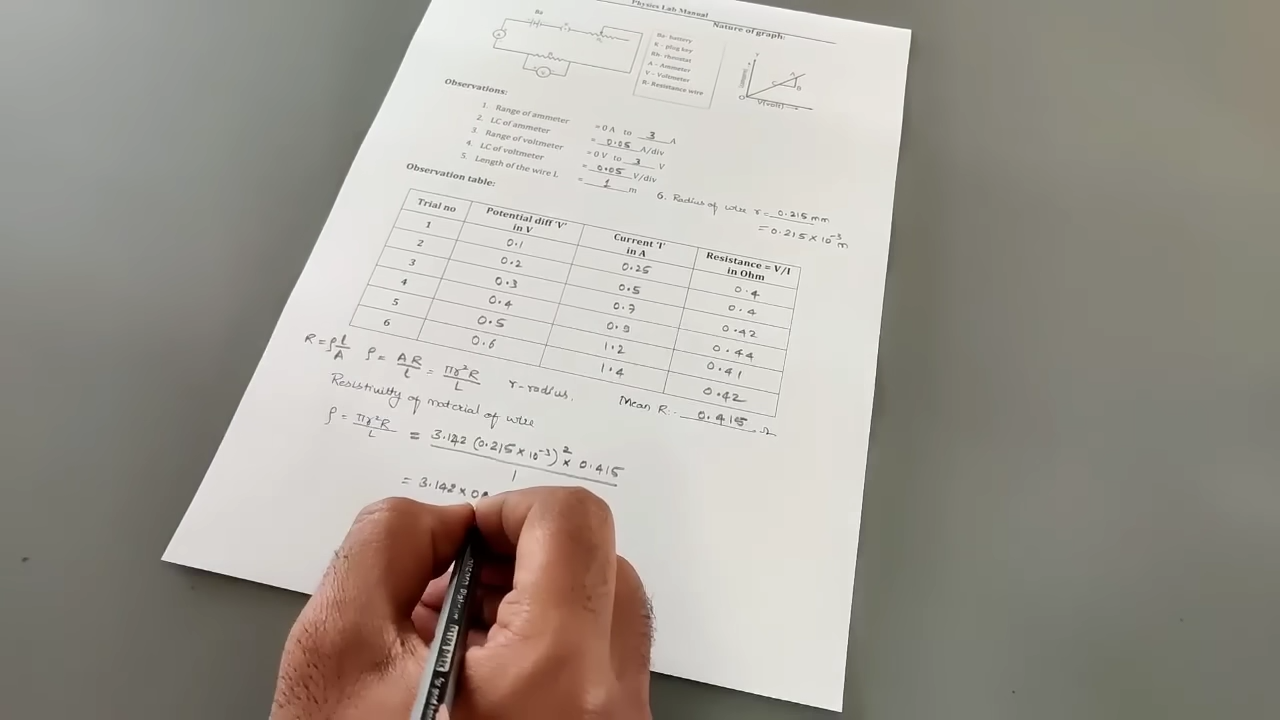 Physics Lab Manual
Nature of graph:
Ba
Ba- battery
K - plug key
Rh- rheostat
A - Ammeter
V - Voltmeter
R- Resistance wire
V(volt)
Observations:
1. Range of ammeter = 0 A to 3 A
2. LC of ammeter = 0.05 A/div
3. Range of voltmeter = 0 V to 3 V
4. LC of voltmeter = 0.05 V/div
5. Length of the wire L = 1 m
6. Radius of wire r = 0.215 mm
= 0.215 × 10⁻³ m
Observation table:
Trial no Potential diff 'V' in V Current 'I' in A Resistance = V/I in Ohm
1 0.1 0.25 0.4
2 0.2 0.5 0.4
3 0.3 0.7 0.42
4 0.4 0.9 0.44
5 0.5 1.2 0.41
6 0.6 1.4 0.42
Mean R:- 0.415 Ω
R = ρl/A ρ = AR/l = πr²R/L r-radius.
Resistivity of material of wire
ρ = πr²R/L = 3.142 (0.215 × 10⁻³)² × 0.415 / 1
= 3.142 × 0.